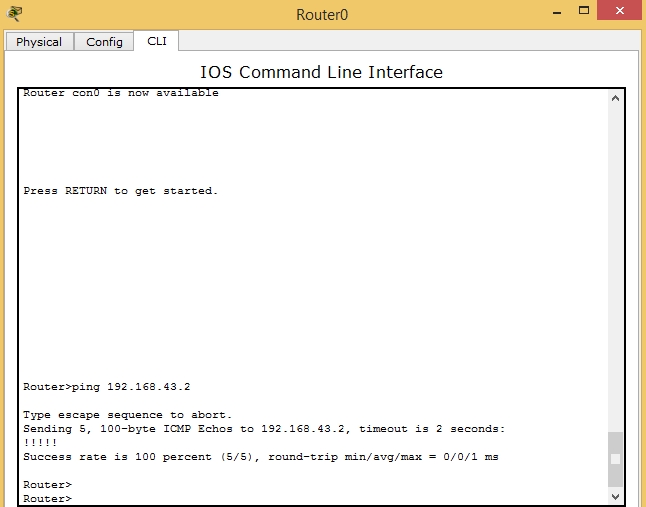 Router0
Physical Config CLI
IOS Command Line Interface
Router con0 is now available
Press RETURN to get started.
Router>ping 192.168.43.2
Type escape sequence to abort.
Sending 5, 100-byte ICMP Echos to 192.168.43.2, timeout is 2 seconds:
!!!!!
Success rate is 100 percent (5/5), round-trip min/avg/max = 0/0/1 ms
Router>
Router>